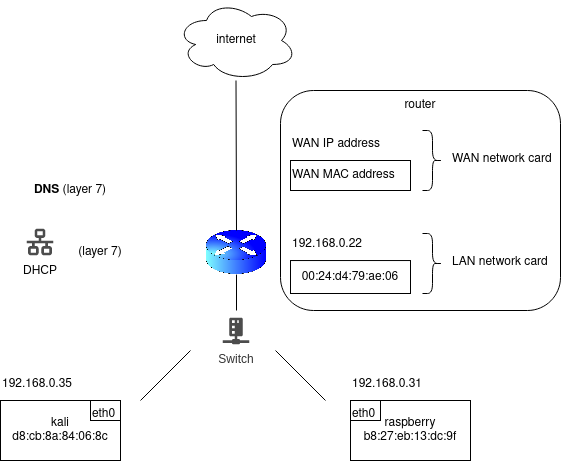 internet
router
WAN IP address
WAN MAC address
WAN network card
DNS (layer 7)
DHCP
(layer 7)
192.168.0.22
00:24:d4:79:ae:06
LAN network card
Switch
192.168.0.35
eth0
kali
d8:cb:8a:84:06:8c
192.168.0.31
eth0
raspberry
b8:27:eb:13:dc:9f